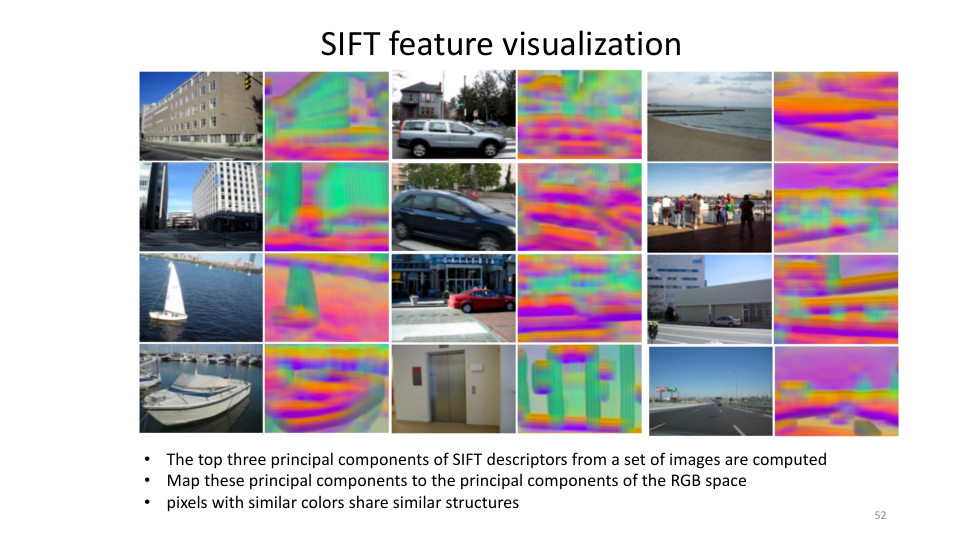 SIFT feature visualization
GALLERIA
• The top three principal components of SIFT descriptors from a set of images are computed
• Map these principal components to the principal components of the RGB space
• pixels with similar colors share similar structures
52